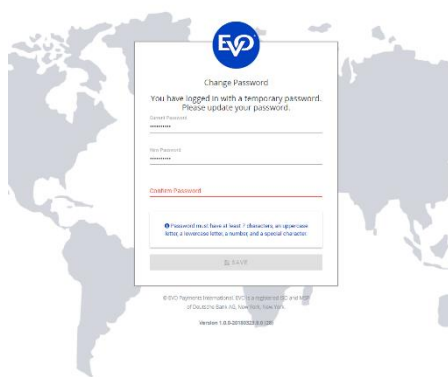 EVO
Change Password
You have logged in with a temporary password.
Please update your password.
Current Password
••••••••••
New Password
••••••••••
Confirm Password
Password must have at least 7 characters, an uppercase
letter, a lowercase letter, a number, and a special character.
SAVE
© EVO Payments International. EVO is a registered ISO and MSP
of Deutsche Bank AG, New York, New York.